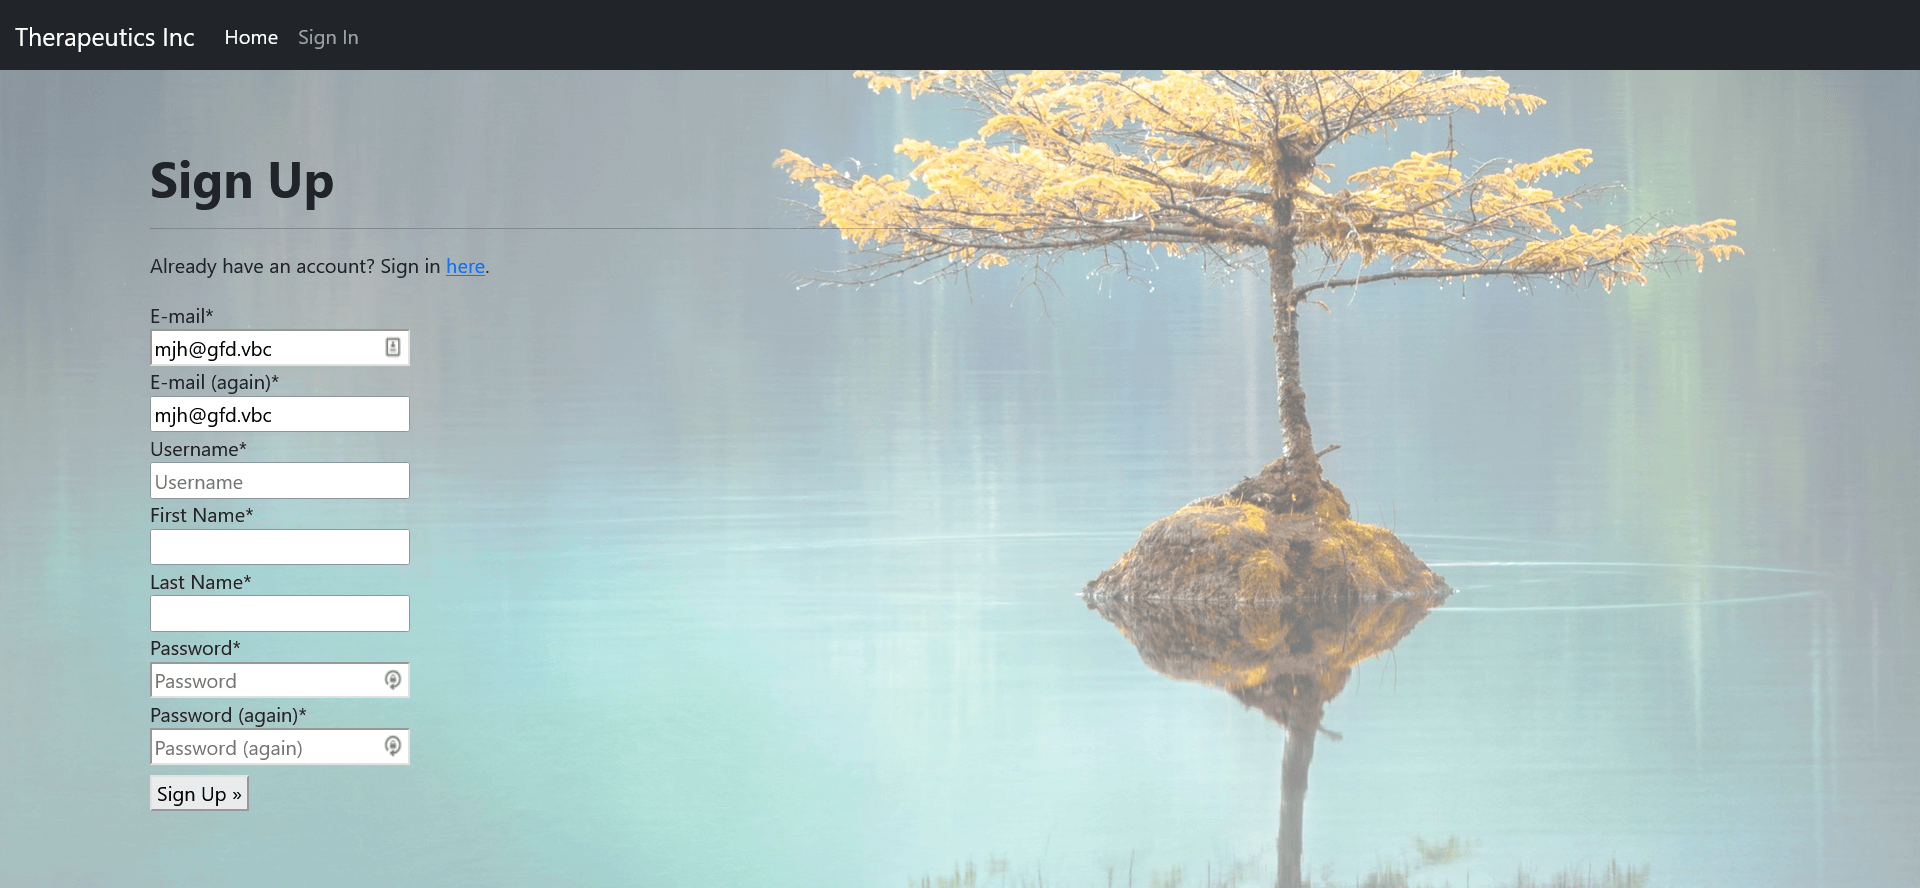 Therapeutics Inc Home Sign In
Sign Up
Already have an account? Sign in here.
E-mail*
mjh@gfd.vbc
E-mail (again)*
mjh@gfd.vbc
Username*
Username
First Name*
Last Name*
Password*
Password
Password (again)*
Password (again)
Sign Up »